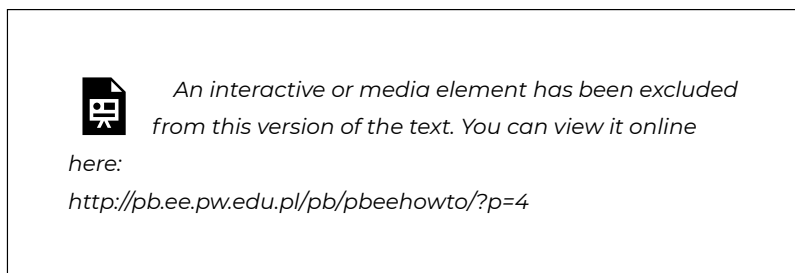 An interactive or media element has been excluded
from this version of the text. You can view it online
here:
http://pb.ee.pw.edu.pl/pb/pbeehowto/?p=4